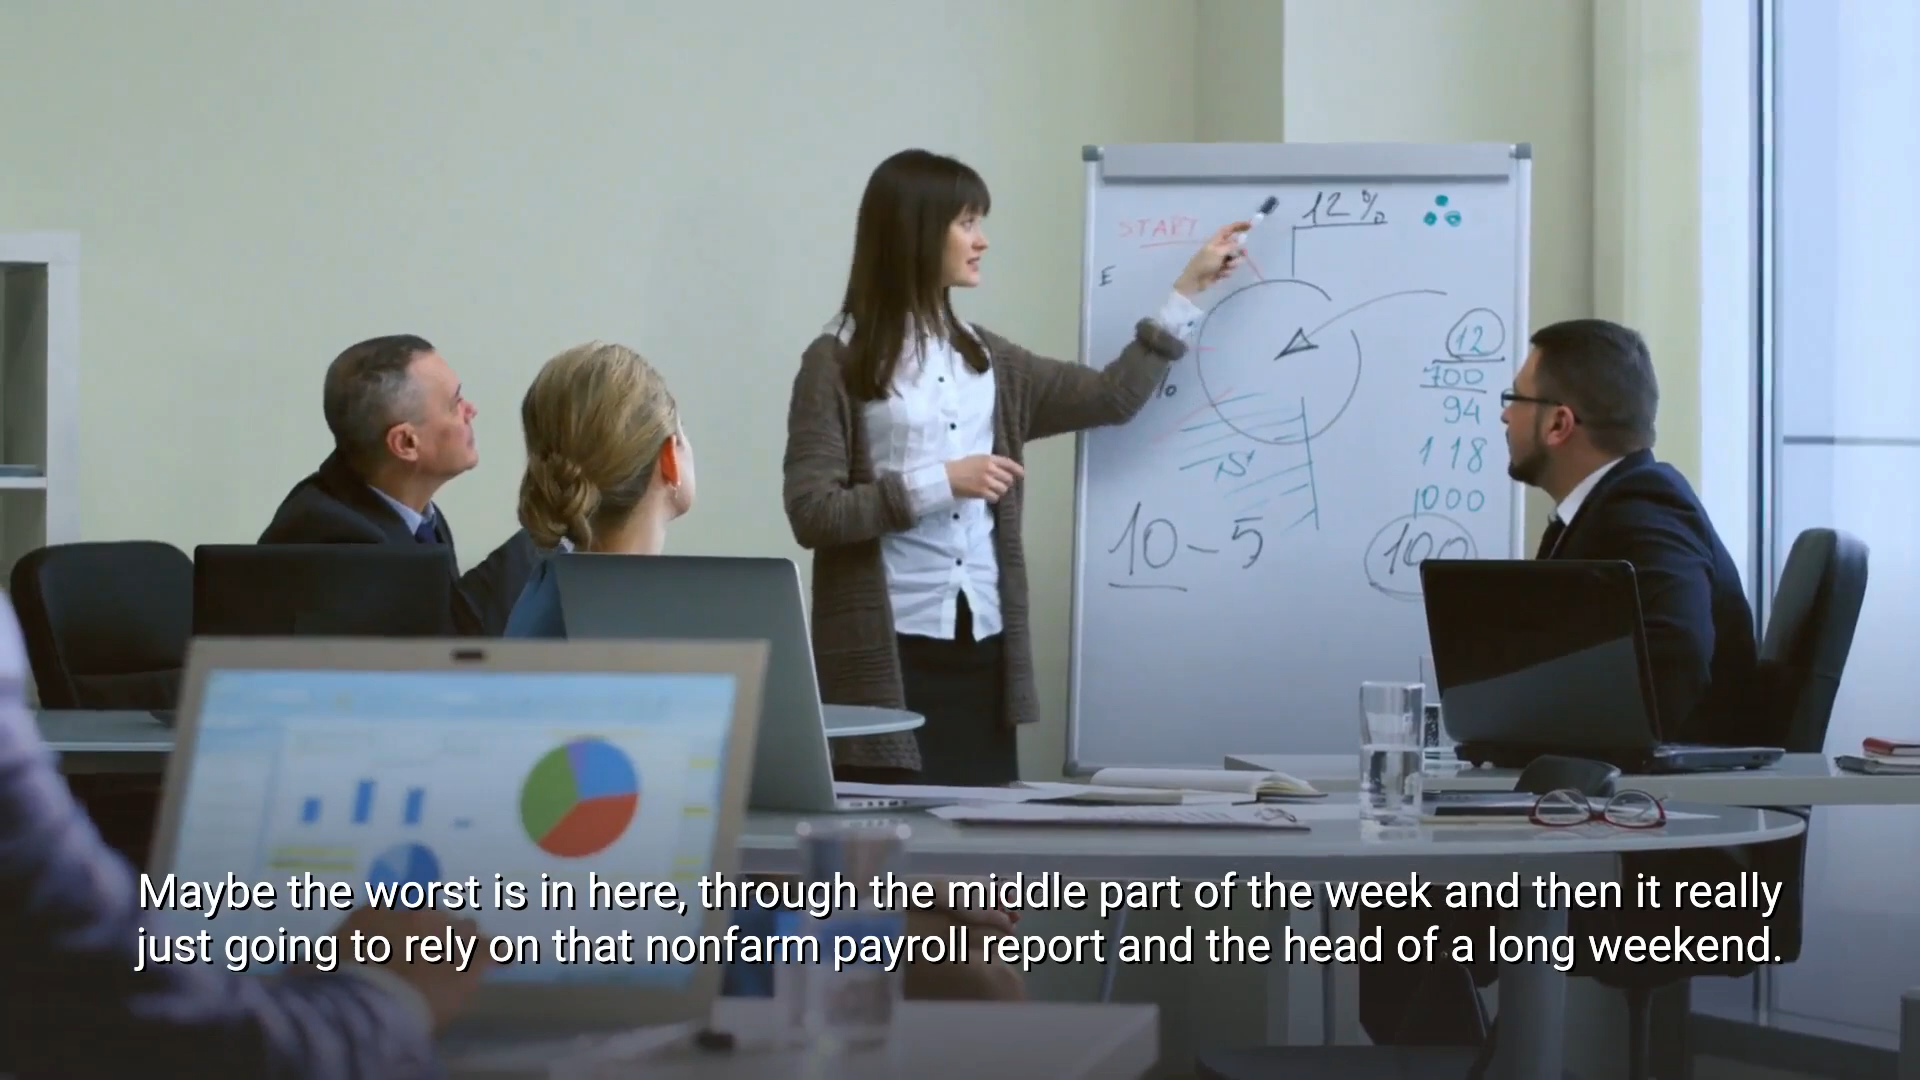 12%
START
E
12
700
94
118
1000
10-5
100
Maybe the worst is in here, through the middle part of the week and then it really
just going to rely on that nonfarm payroll report and the head of a long weekend.